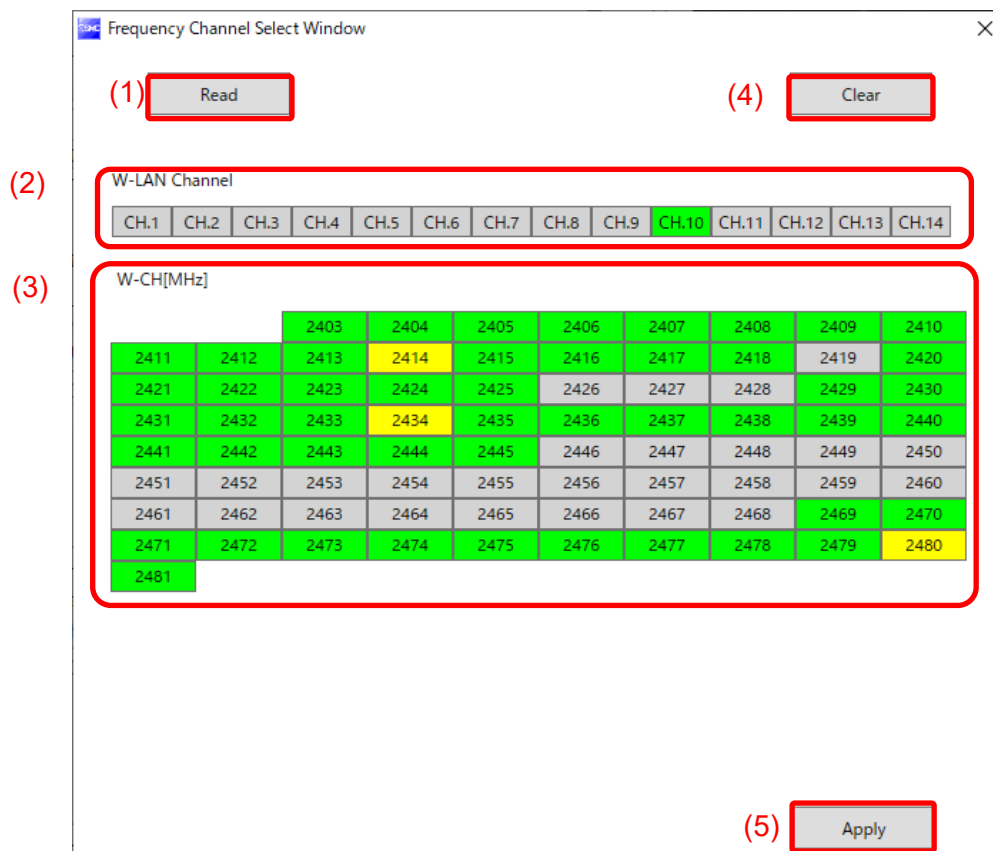 SMC Frequency Channel Select Window
(1) Read (4) Clear
(2) W-LAN Channel
CH.1 CH.2 CH.3 CH.4 CH.5 CH.6 CH.7 CH.8 CH.9 CH.10 CH.11 CH.12 CH.13 CH.14
(3) W-CH[MHz]
2403 2404 2405 2406 2407 2408 2409 2410
2411 2412 2413 2414 2415 2416 2417 2418 2419 2420
2421 2422 2423 2424 2425 2426 2427 2428 2429 2430
2431 2432 2433 2434 2435 2436 2437 2438 2439 2440
2441 2442 2443 2444 2445 2446 2447 2448 2449 2450
2451 2452 2453 2454 2455 2456 2457 2458 2459 2460
2461 2462 2463 2464 2465 2466 2467 2468 2469 2470
2471 2472 2473 2474 2475 2476 2477 2478 2479 2480
2481
(5) Apply